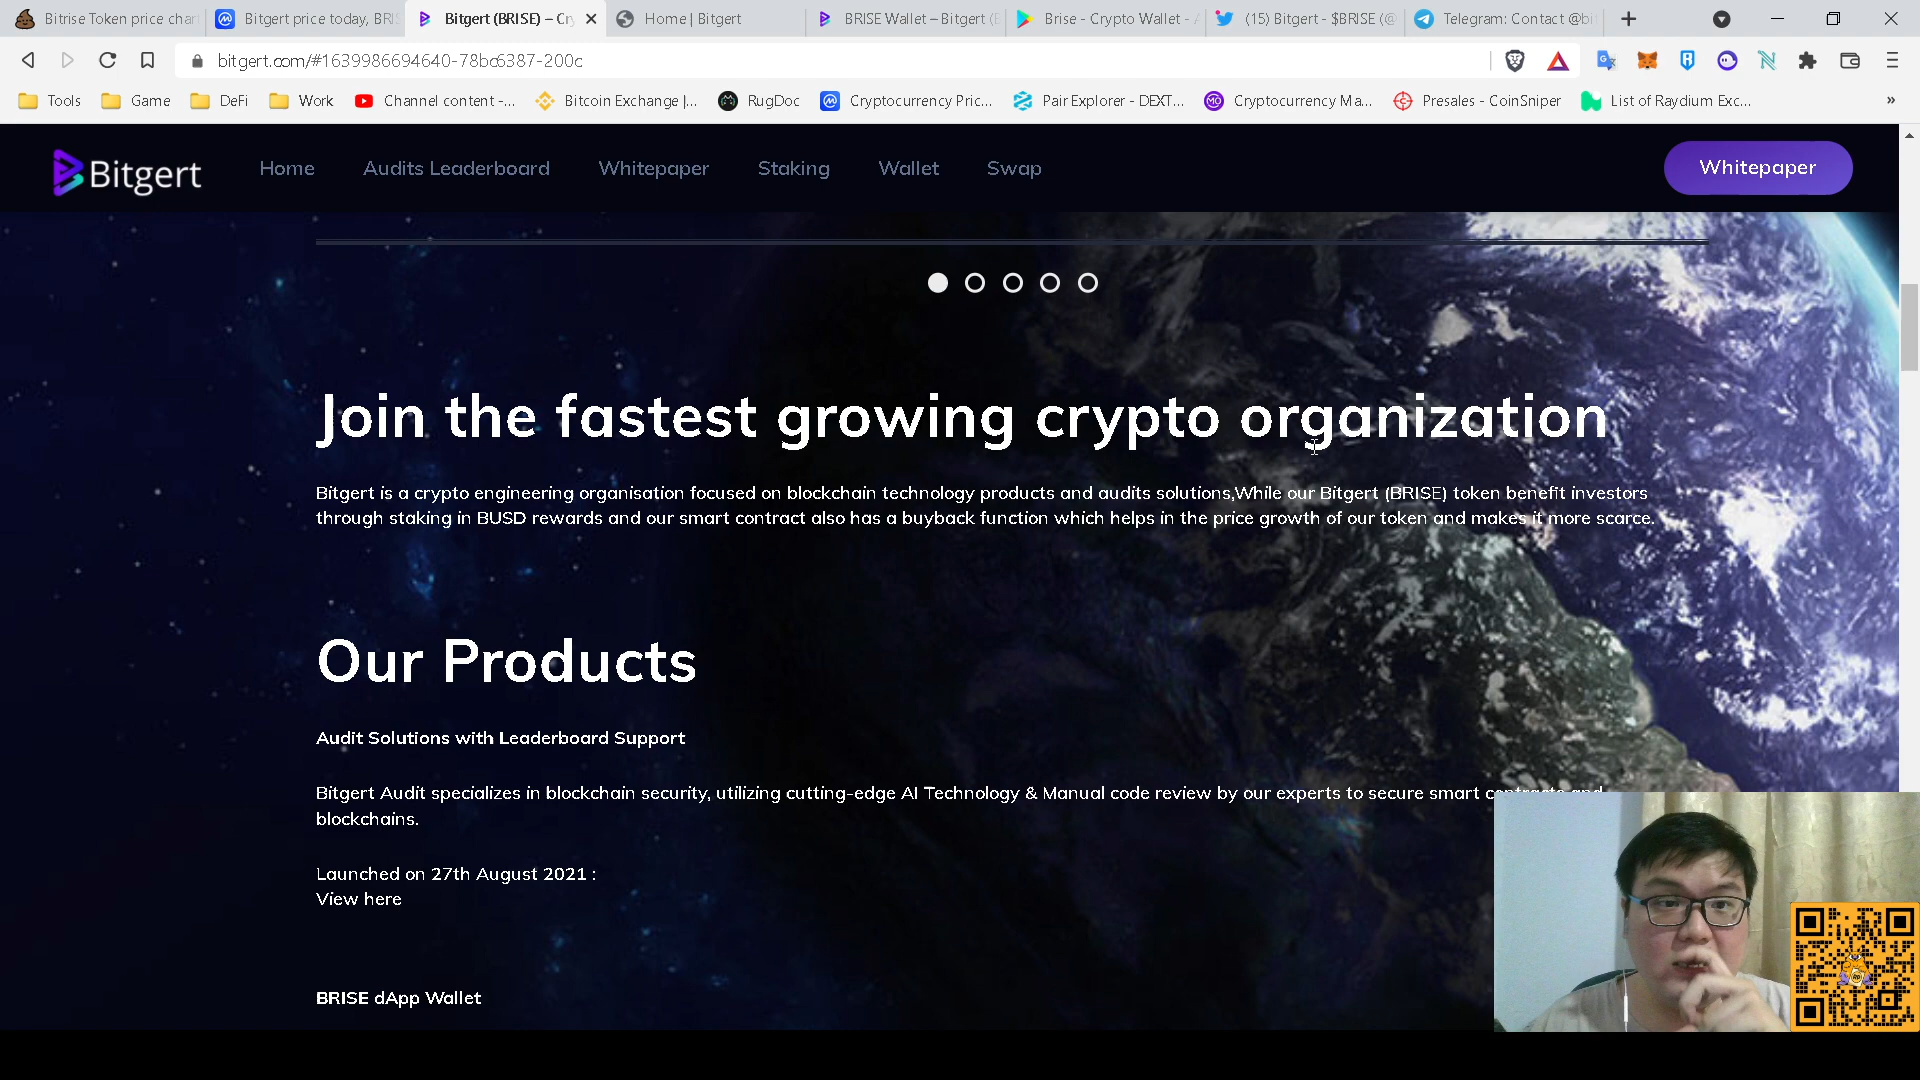 Bitrise Token price char
Bitgert price today, BRIS
Bitgert (BRISE) – Cry
Home | Bitgert
BRISE Wallet – Bitgert (B
Brise - Crypto Wallet - A
(15) Bitgert - $BRISE (@
Telegram: Contact @bit
bitgert.com/#1639986694640-78bc6387-200c
Tools
Game
DeFi
Work
Channel content -...
Bitcoin Exchange |...
RugDoc
Cryptocurrency Pric...
Pair Explorer - DEXT...
Cryptocurrency Ma...
Presales - CoinSniper
List of Raydium Exc...
»
Bitgert
Home
Audits Leaderboard
Whitepaper
Staking
Wallet
Swap
Whitepaper
Join the fastest growing crypto organization
Bitgert is a crypto engineering organisation focused on blockchain technology products and audits solutions,While our Bitgert (BRISE) token benefit investors
through staking in BUSD rewards and our smart contract also has a buyback function which helps in the price growth of our token and makes it more scarce.
Our Products
Audit Solutions with Leaderboard Support
Bitgert Audit specializes in blockchain security, utilizing cutting-edge AI Technology & Manual code review by our experts to secure smart contracts and
blockchains.
Launched on 27th August 2021 :
View here
BRISE dApp Wallet